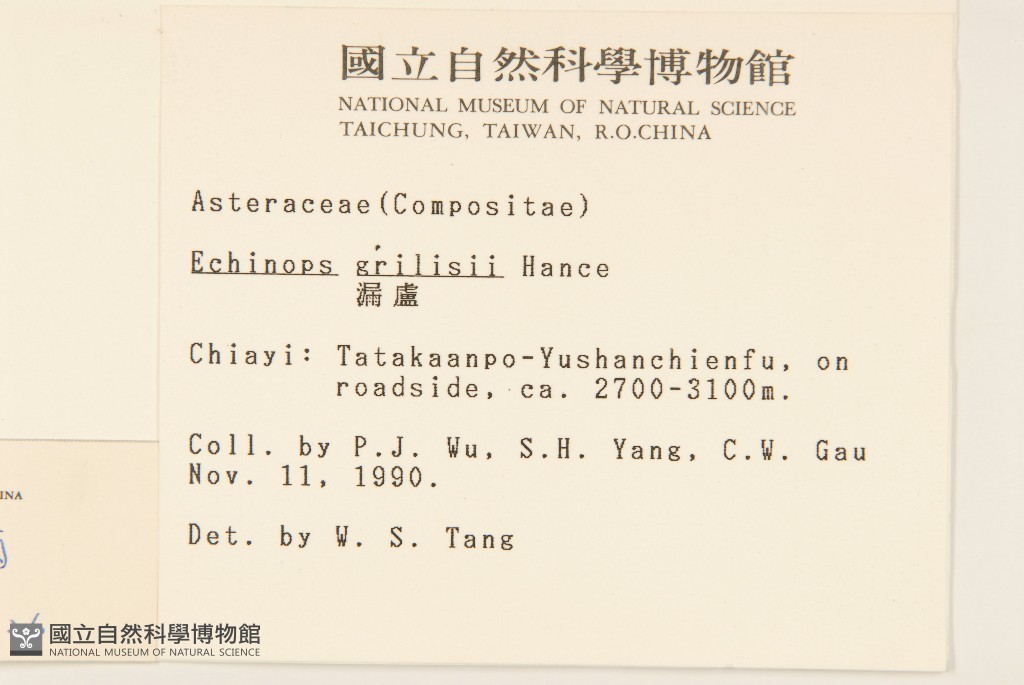 國立自然科學博物館
NATIONAL MUSEUM OF NATURAL SCIENCE
TAICHUNG, TAIWAN, R.O.CHINA
Asteraceae(Compositae)
Echinops grilisii Hance
漏盧
Chiayi: Tatakaanpo-Yushanchienfu, on
roadside, ca. 2700-3100m.
Coll. by P.J. Wu, S.H. Yang, C.W. Gau
Nov. 11, 1990.
Det. by W. S. Tang
INA
國立自然科學博物館
NATIONAL MUSEUM OF NATURAL SCIENCE